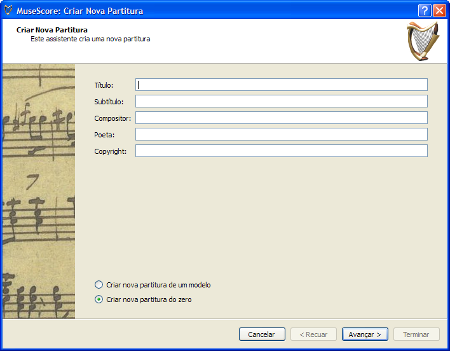 MuseScore: Criar Nova Partitura
Criar Nova Partitura
Este assistente cria uma nova partitura
Título:
Subtítulo:
Compositor:
Poeta:
Copyright:
Criar nova partitura de um modelo
Criar nova partitura do zero
Cancelar < Recuar Avançar > Terminar